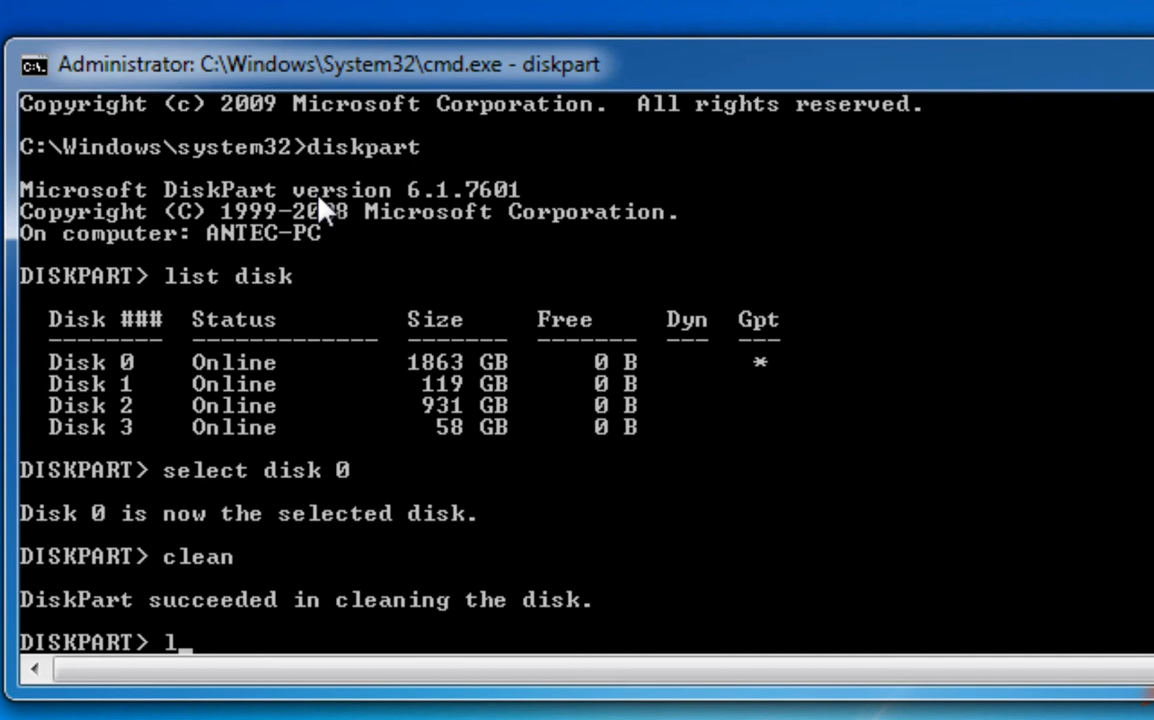 Administrator: C:\Windows\System32\cmd.exe - diskpart
Copyright (c) 2009 Microsoft Corporation.  All rights reserved.
C:\Windows\system32>diskpart
Microsoft DiskPart version 6.1.7601
Copyright (C) 1999-2008 Microsoft Corporation.
On computer: ANTEC-PC
DISKPART> list disk
Disk ###  Status  Size  Free  Dyn  Gpt
--------  -------------  -------  -------  ---  ---
Disk 0  Online  1863 GB  0 B  *
Disk 1  Online  119 GB  0 B
Disk 2  Online  931 GB  0 B
Disk 3  Online  58 GB  0 B
DISKPART> select disk 0
Disk 0 is now the selected disk.
DISKPART> clean
DiskPart succeeded in cleaning the disk.
DISKPART> l_